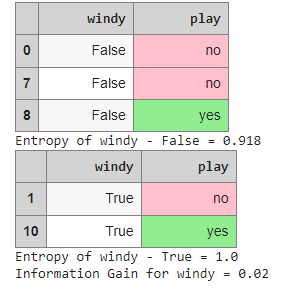 windy play
0 False no
7 False no
8 False yes
Entropy of windy - False = 0.918
windy play
1 True no
10 True yes
Entropy of windy - True = 1.0
Information Gain for windy = 0.02